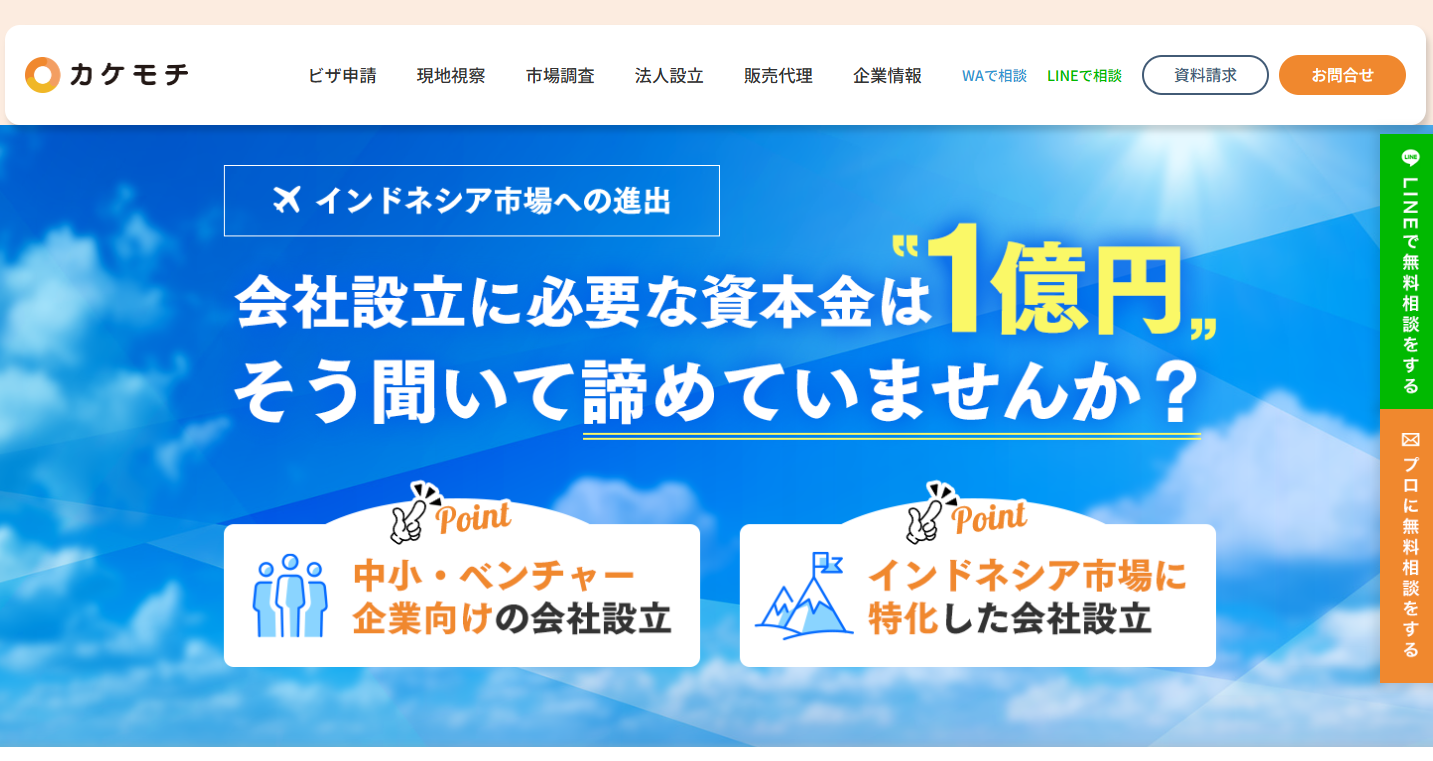 カケモチ
ビザ申請 現地視察 市場調査 法人設立 販売代理 企業情報 WAで相談 LINEで相談 資料請求 お問合せ
インドネシア市場への進出
会社設立に必要な資本金は“1億円”
そう聞いて諦めていませんか？
Point
中小・ベンチャー
企業向けの会社設立
Point
インドネシア市場に
特化した会社設立
LINE
LINEで無料相談をする
プロに無料相談をする